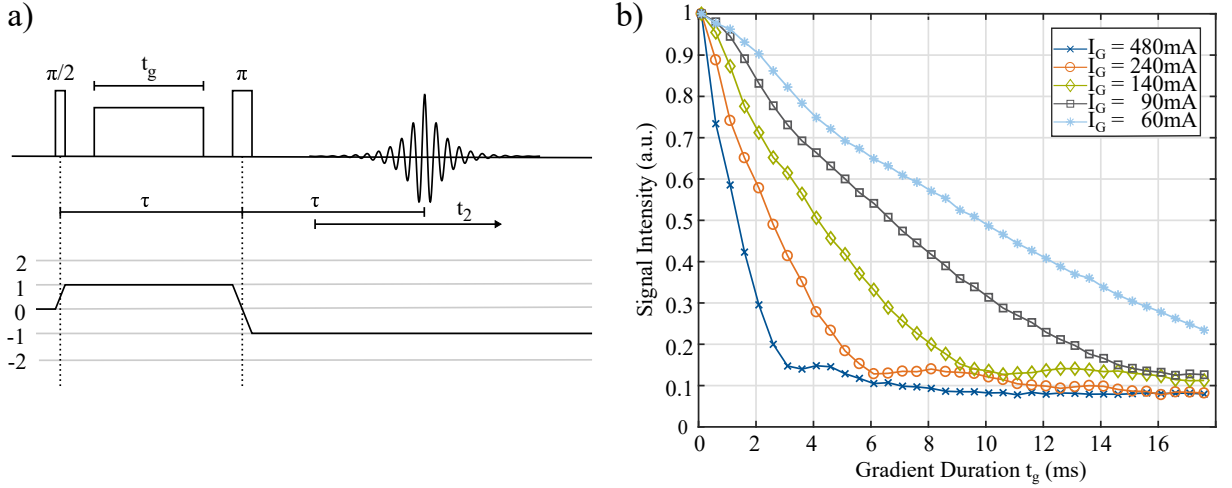 a)
π/2
t_g
π
τ
τ
t_2
2
1
0
-1
-2
b)
I_G = 480mA
I_G = 240mA
I_G = 140mA
I_G = 90mA
I_G = 60mA
Signal Intensity (a.u.)
1
0.9
0.8
0.7
0.6
0.5
0.4
0.3
0.2
0.1
0
0 2 4 6 8 10 12 14 16
Gradient Duration t_g (ms)